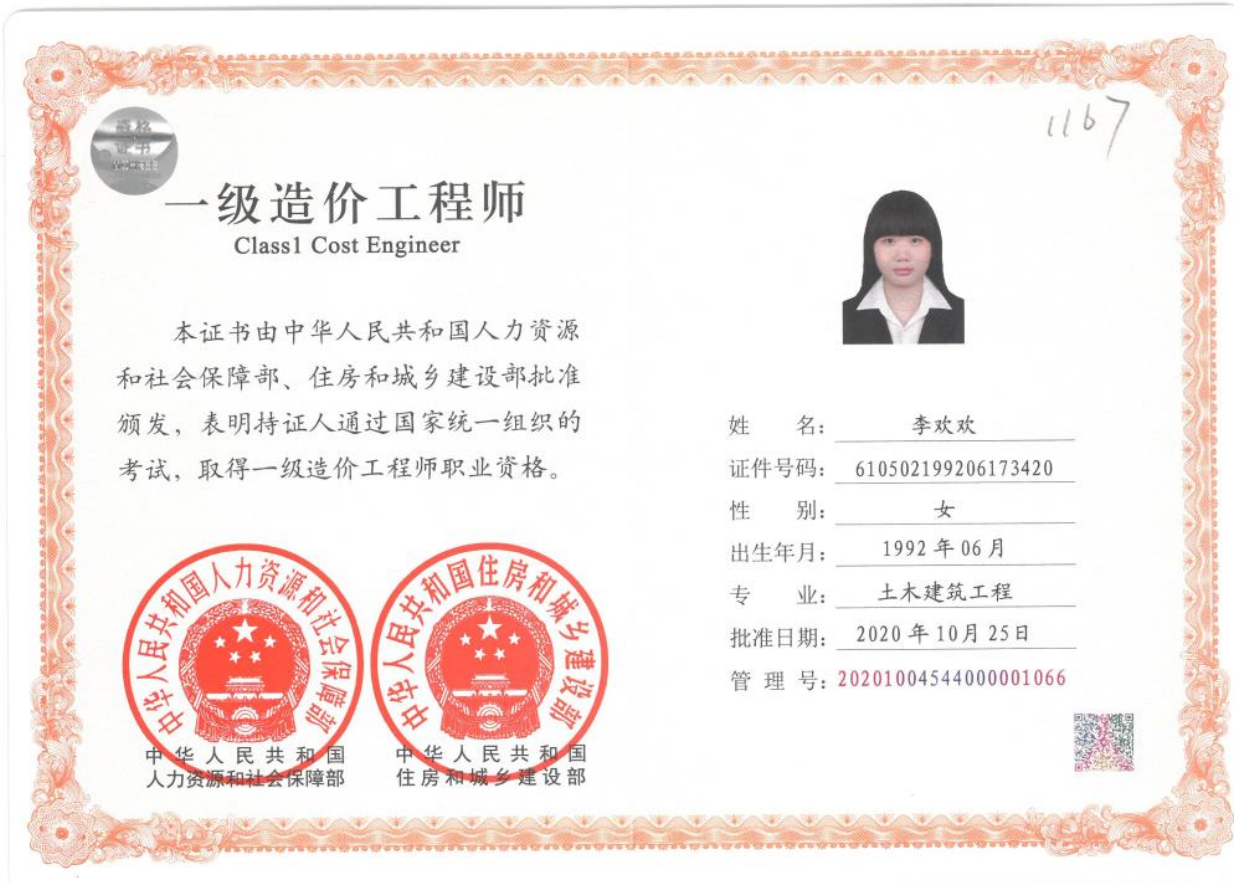 1167
资格
证书
一级造价工程师
Class1 Cost Engineer
本证书由中华人民共和国人力资源
和社会保障部、住房和城乡建设部批准
颁发，表明持证人通过国家统一组织的
考试，取得一级造价工程师职业资格。
中华人民共和国人力资源和社会保障部
中华人民共和国
人力资源和社会保障部
中华人民共和国住房和城乡建设部
中华人民共和国
住房和城乡建设部
姓 名：李欢欢
证件号码：610502199206173420
性 别：女
出生年月：1992年06月
专 业：土木建筑工程
批准日期：2020年10月25日
管 理 号：20201004544000001066